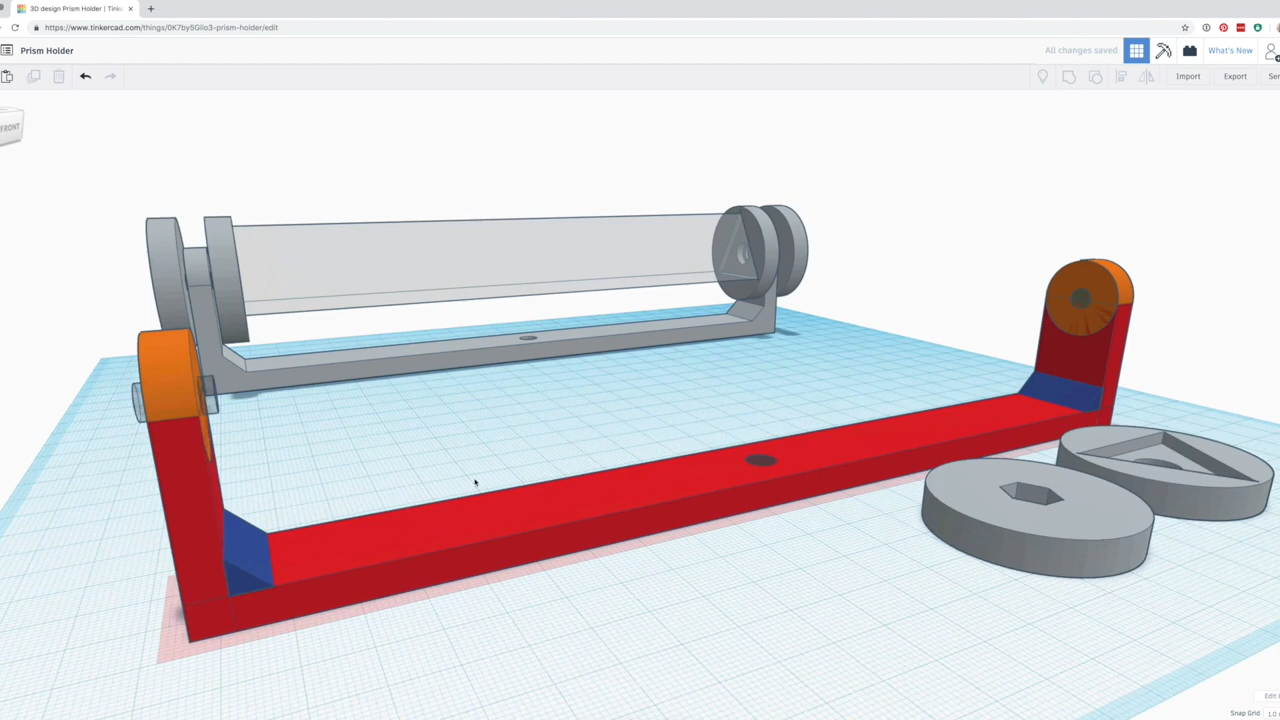 3D design Prism Holder | Tinke
https://www.tinkercad.com/things/0K7by5Gilo3-prism-holder/edit
Prism Holder
All changes saved
What's New
Import
Export
FRONT
Edit
Snap Grid